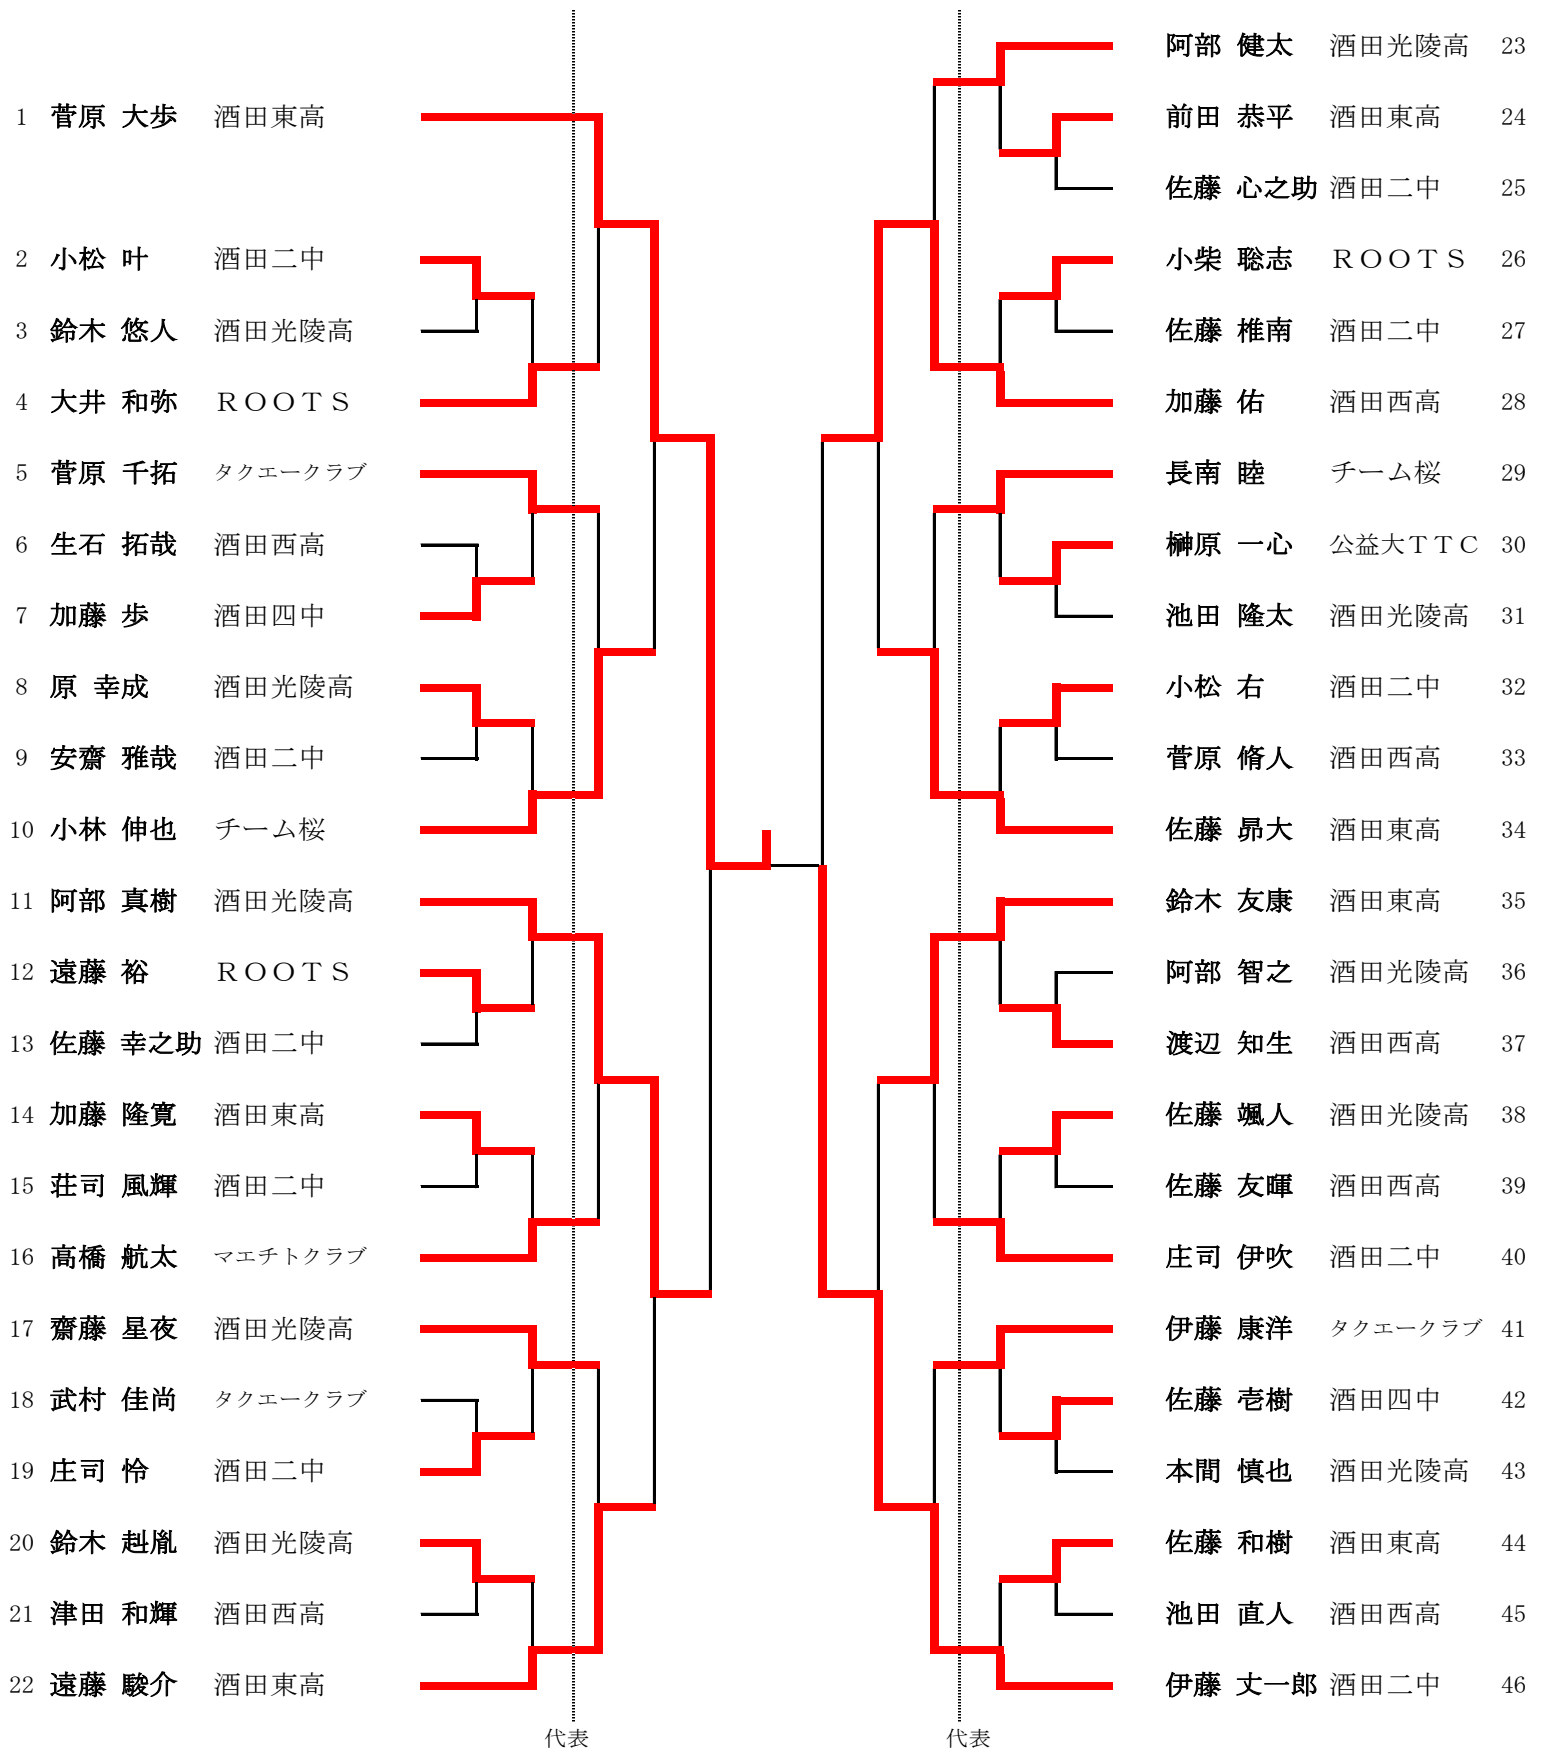 1 菅原 大歩 酒田東高
2 小松 叶 酒田二中
3 鈴木 悠人 酒田光陵高
4 大井 和弥 ＲＯＯＴＳ
5 菅原 千拓 タクエークラブ
6 生石 拓哉 酒田西高
7 加藤 歩 酒田四中
8 原 幸成 酒田光陵高
9 安齋 雅哉 酒田二中
10 小林 伸也 チーム桜
11 阿部 真樹 酒田光陵高
12 遠藤 裕 ＲＯＯＴＳ
13 佐藤 幸之助 酒田二中
14 加藤 隆寛 酒田東高
15 荘司 風輝 酒田二中
16 高橋 航太 マエチトクラブ
17 齋藤 星夜 酒田光陵高
18 武村 佳尚 タクエークラブ
19 庄司 怜 酒田二中
20 鈴木 赳胤 酒田光陵高
21 津田 和輝 酒田西高
22 遠藤 駿介 酒田東高
代表
阿部 健太 酒田光陵高 23
前田 恭平 酒田東高 24
佐藤 心之助 酒田二中 25
小柴 聡志 ＲＯＯＴＳ 26
佐藤 椎南 酒田二中 27
加藤 佑 酒田西高 28
長南 睦 チーム桜 29
榊原 一心 公益大ＴＴＣ 30
池田 隆太 酒田光陵高 31
小松 右 酒田二中 32
菅原 脩人 酒田西高 33
佐藤 昴大 酒田東高 34
鈴木 友康 酒田東高 35
阿部 智之 酒田光陵高 36
渡辺 知生 酒田西高 37
佐藤 颯人 酒田光陵高 38
佐藤 友暉 酒田西高 39
庄司 伊吹 酒田二中 40
伊藤 康洋 タクエークラブ 41
佐藤 壱樹 酒田四中 42
本間 慎也 酒田光陵高 43
佐藤 和樹 酒田東高 44
池田 直人 酒田西高 45
伊藤 丈一郎 酒田二中 46
代表